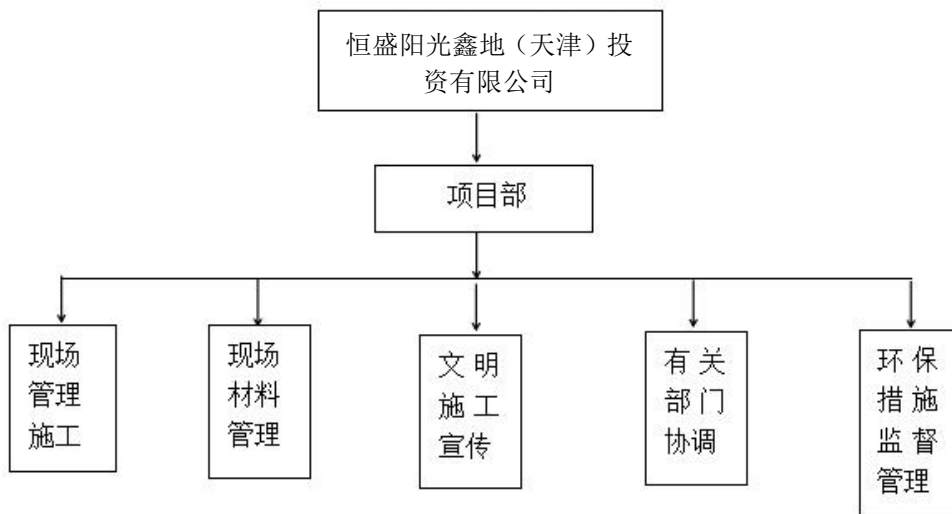 恒盛阳光鑫地（天津）投
资有限公司
项目部
现场
管理
施工
现场
材料
管理
文明
施工
宣传
有关
部门
协调
环保
措施
监督
管理